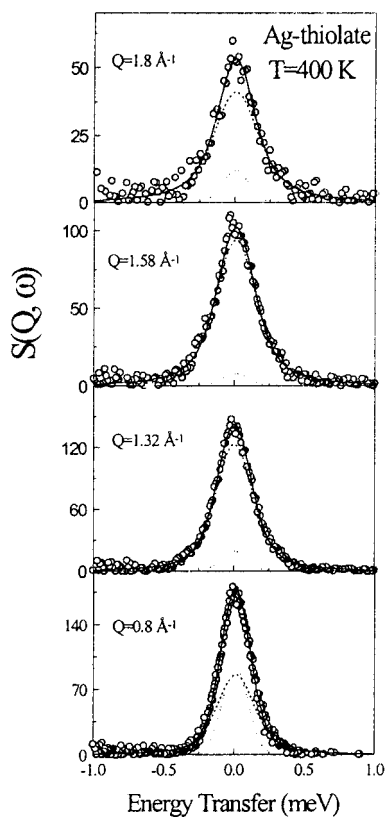 Ag-thiolate
T=400 K
Q=1.8 Å⁻¹
50
25
0
Q=1.58 Å⁻¹
100
50
0
S(Q, ω)
Q=1.32 Å⁻¹
120
60
0
Q=0.8 Å⁻¹
140
70
0
-1.0 -0.5 0.0 0.5 1.0
Energy Transfer (meV)